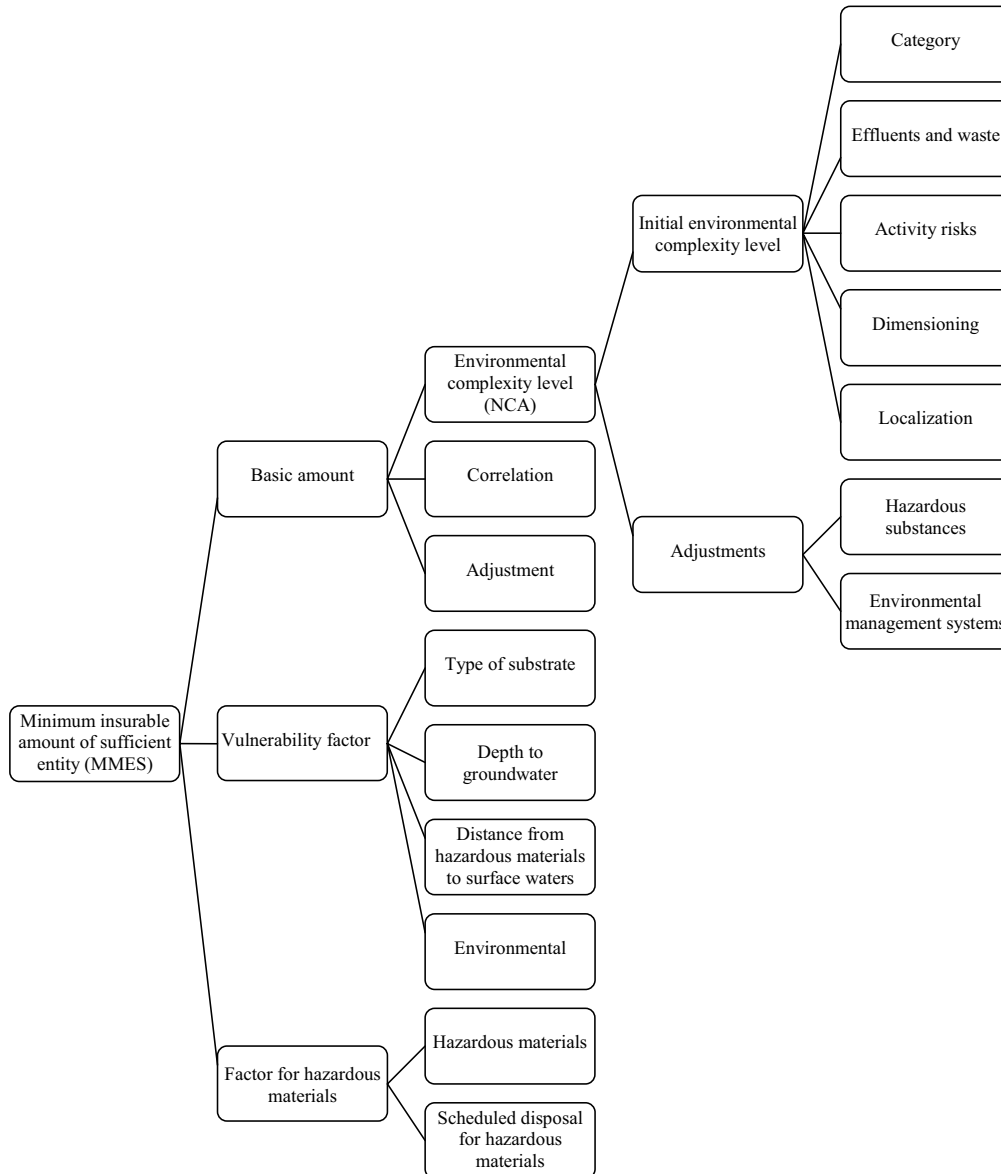 Category
Effluents and waste
Activity risks
Initial environmental
complexity level
Dimensioning
Localization
Environmental
complexity level
(NCA)
Basic amount
Correlation
Adjustment
Hazardous
substances
Adjustments
Environmental
management systems
Type of substrate
Minimum insurable
amount of sufficient
entity (MMES)
Vulnerability factor
Depth to
groundwater
Distance from
hazardous materials
to surface waters
Environmental
Hazardous materials
Factor for hazardous
materials
Scheduled disposal
for hazardous
materials